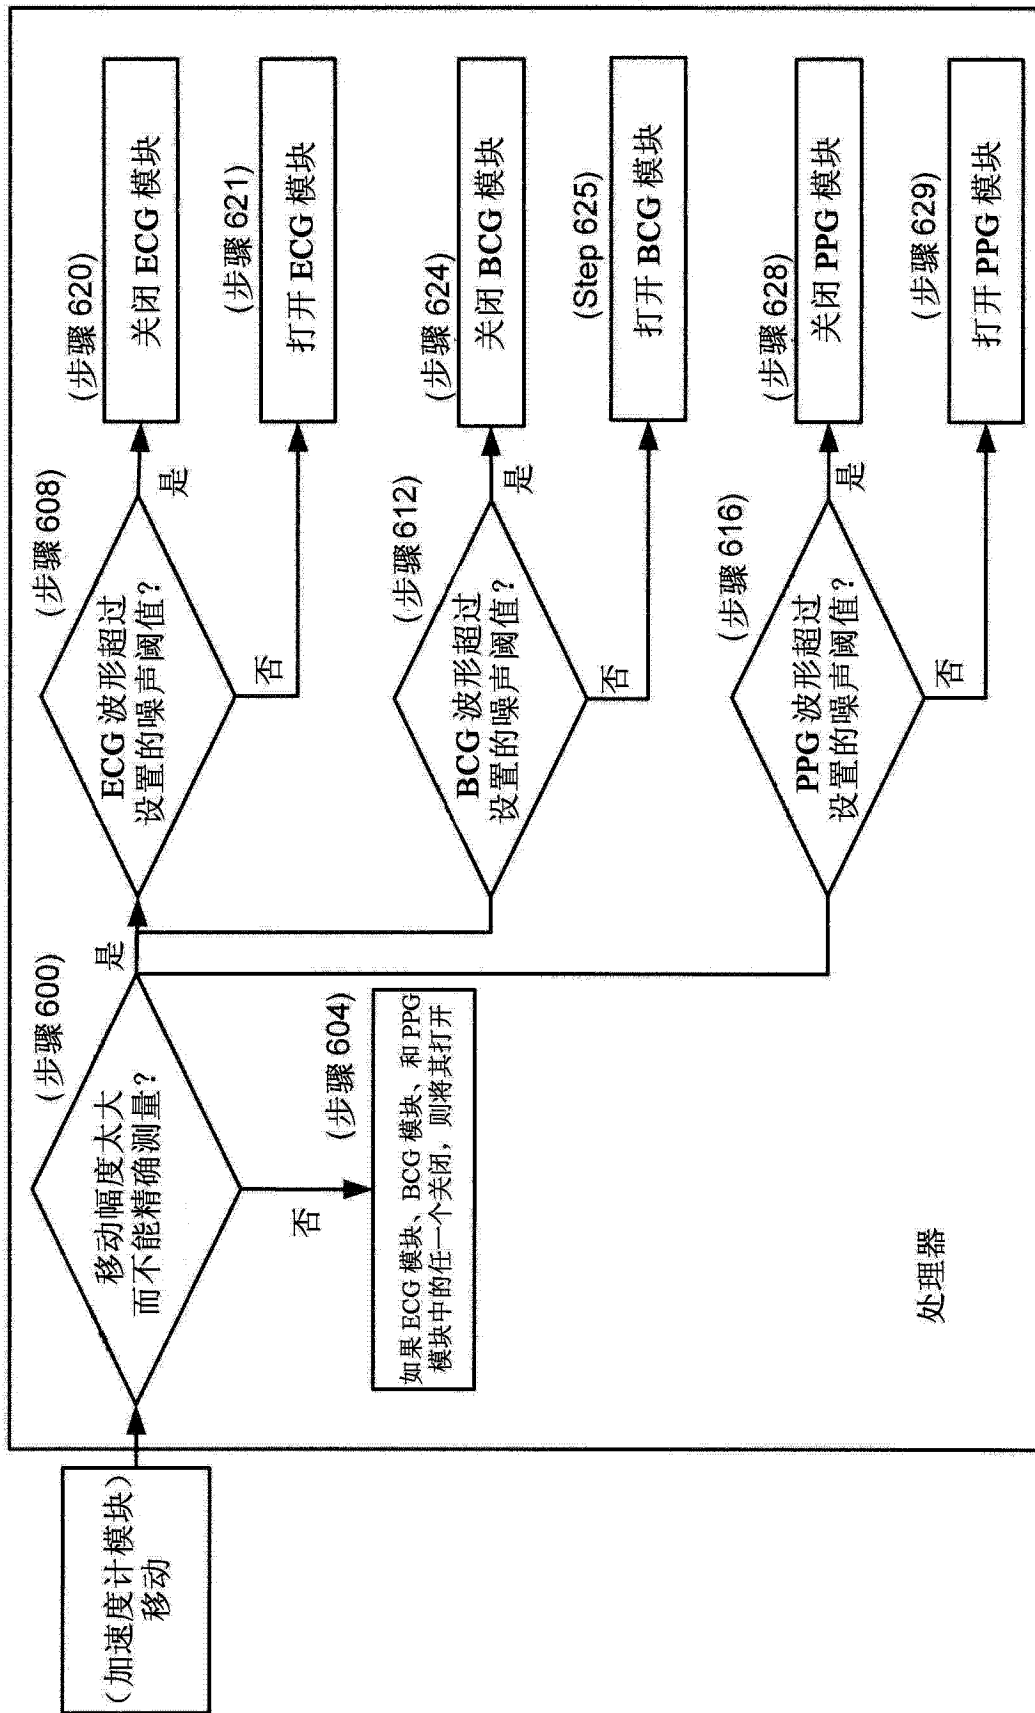 （加速度计模块）
移动
(步骤 600)
移动幅度太大
而不能精确测量？
是
否
(步骤 604)
如果 ECG 模块、BCG 模块、和 PPG
模块中的任一个关闭，则将其打开
(步骤 608)
ECG 波形超过
设置的噪声阈值？
是
否
(步骤 620)
关闭 ECG 模块
(步骤 621)
打开 ECG 模块
(步骤 612)
BCG 波形超过
设置的噪声阈值？
是
否
(步骤 624)
关闭 BCG 模块
(Step 625)
打开 BCG 模块
(步骤 616)
PPG 波形超过
设置的噪声阈值？
是
否
(步骤 628)
关闭 PPG 模块
(步骤 629)
打开 PPG 模块
处理器